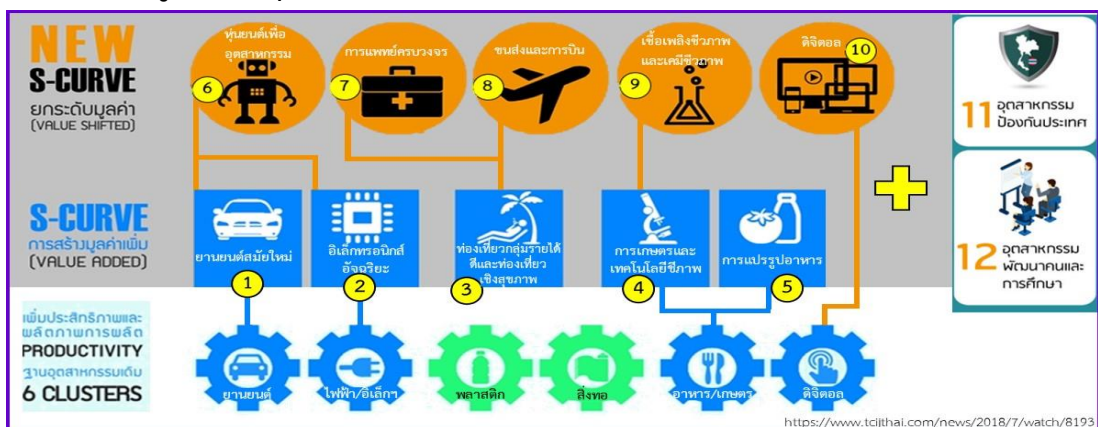 NEW
S-CURVE
ยกระดับมูลค่า
(VALUE SHIFTED)
หุ่นยนต์เพื่อ
อุตสาหกรรม
6
การแพทย์ครบวงจร
7
ขนส่งและการบิน
8
เชื้อเพลิงชีวภาพ
และเคมีชีวภาพ
9
ดิจิตอล
10
11 อุตสาหกรรม
ป้องกันประเทศ
S-CURVE
การสร้างมูลค่าเพิ่ม
(VALUE ADDED)
ยานยนต์สมัยใหม่
1
อิเล็กทรอนิกส์
อัจฉริยะ
2
ท่องเที่ยวกลุ่มรายได้
ดีและท่องเที่ยว
เชิงสุขภาพ
3
การเกษตรและ
เทคโนโลยีชีภาพ
4
การแปรรูปอาหาร
5
12 อุตสาหกรรม
พัฒนาคนและ
การศึกษา
เพิ่มประสิทธิภาพและ
ผลิตภาพการผลิต
PRODUCTIVITY
ฐานอุตสาหกรรมเดิม
6 CLUSTERS
ยานยนต์
ไฟฟ้า/อิเล็กฯ
พลาสติก
สิ่งทอ
อาหาร/เกษตร
ดิจิตอล
https://www.tcijthai.com/news/2018/7/watch/8193